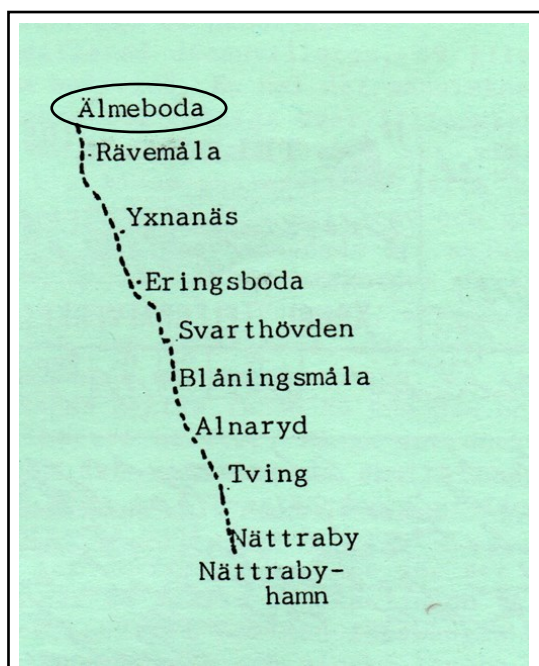 Älmeboda
Rävemåla
Yxnanäs
Eringsboda
Svarthövden
Blåningsmåla
Alnaryd
Tving
Nättraby
Nättraby-
hamn